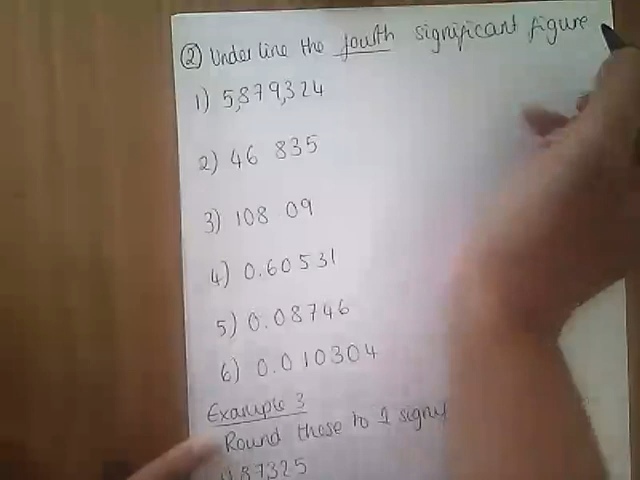 ② Underline the fourth significant figure
1) 5,879,324
2) 46 835
3) 108 09
4) 0.60531
5) 0.08746
6) 0.010304
Example 3
Round these to 1
87325